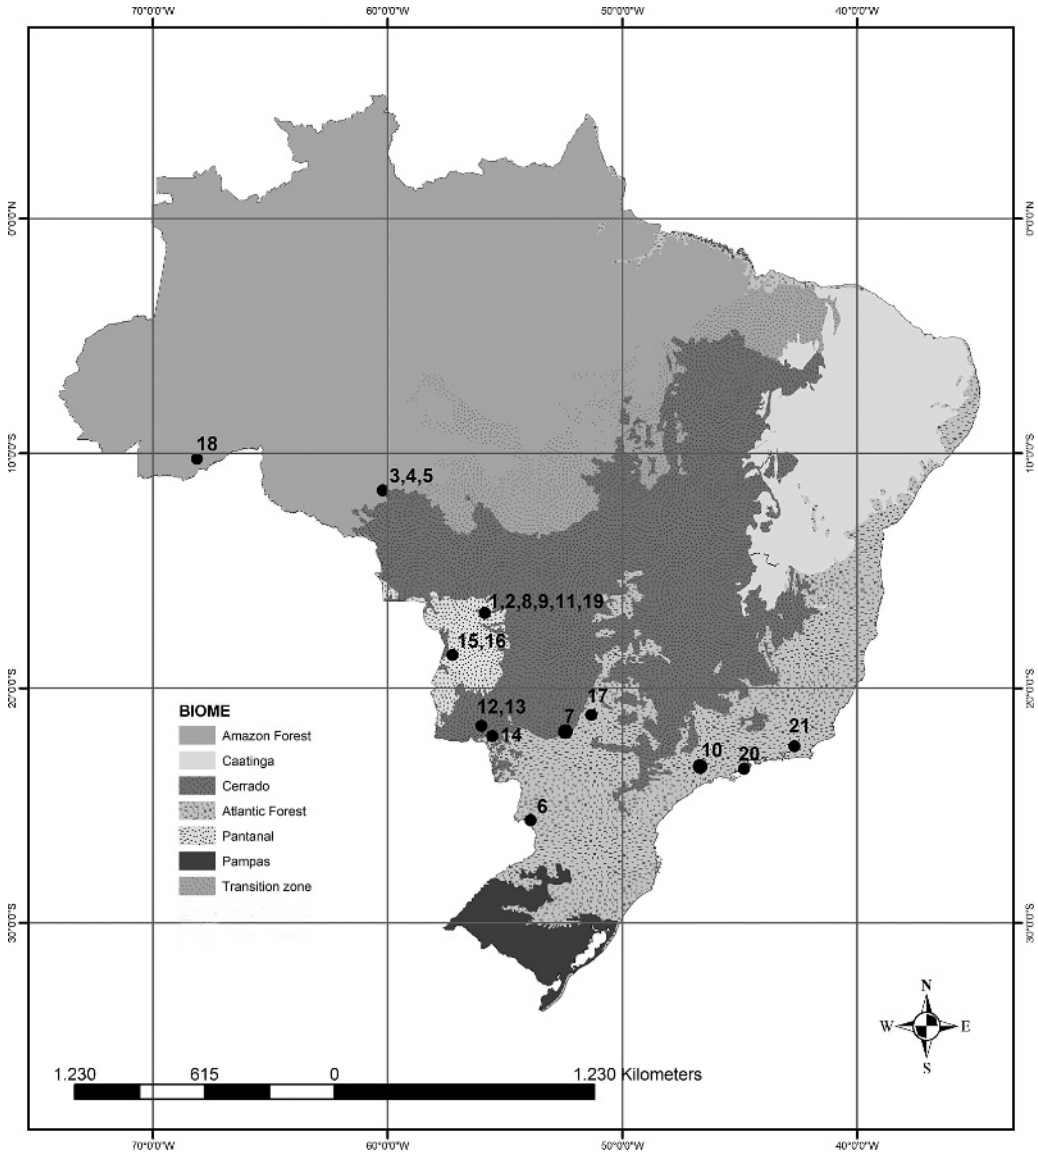 70°0'0"W 60°0'0"W 50°0'0"W 40°0'0"W
0°0'0"N 0°0'0"N
18
10°0'0"S 10°0'0"S
3,4,5
1,2,8,9,11,19
15,16
20°0'0"S 20°0'0"S
17
12,13
7
14
21
10
20
6
BIOME
Amazon Forest
Caatinga
Cerrado
Atlantic Forest
Pantanal
Pampas
Transition zone
30°0'0"S 30°0'0"S
N
W E
S
1.230 615 0 1.230 Kilometers
70°0'0"W 60°0'0"W 50°0'0"W 40°0'0"W